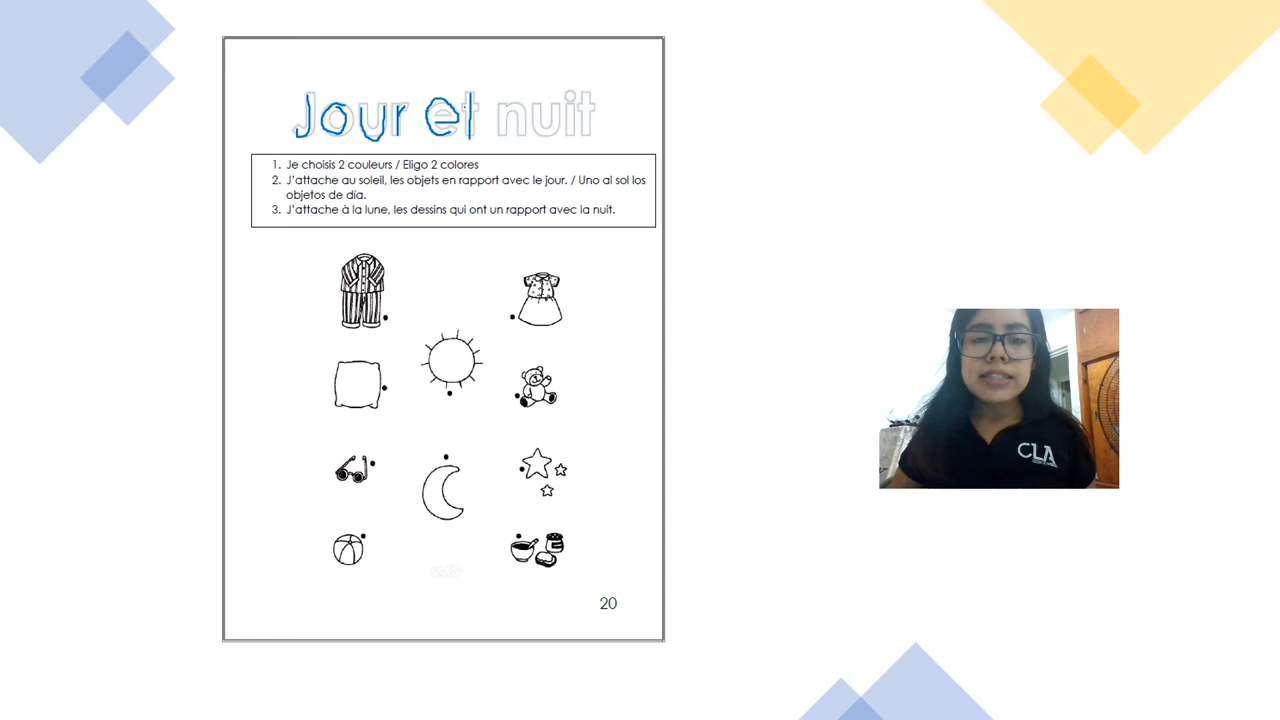 Jour et nuit
1. Je choisis 2 couleurs / Eligo 2 colores
2. J'attache au soleil, les objets en rapport avec le jour. / Uno al sol los
objetos de día.
3. J'attache à la lune, les dessins qui ont un rapport avec la nuit.
20
CLA